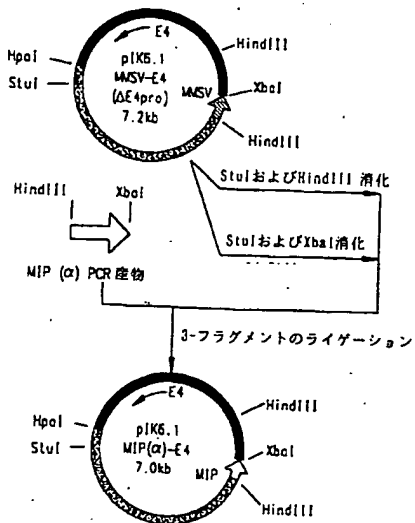 E4
HindIII
HpaI
pIK6.1
StuI
MMSV-E4
(ΔE4pro)
7.2kb
MMSV
XbaI
HindIII
HindIII
XbaI
StuIおよびHindIII 消化
StuIおよびXbaI消化
MIP (α) PCR 産物
3-フラグメントのライゲーション
E4
HindIII
HpaI
pIK6.1
StuI
MIP(α)-E4
7.0kb
XbaI
MIP
HindIII